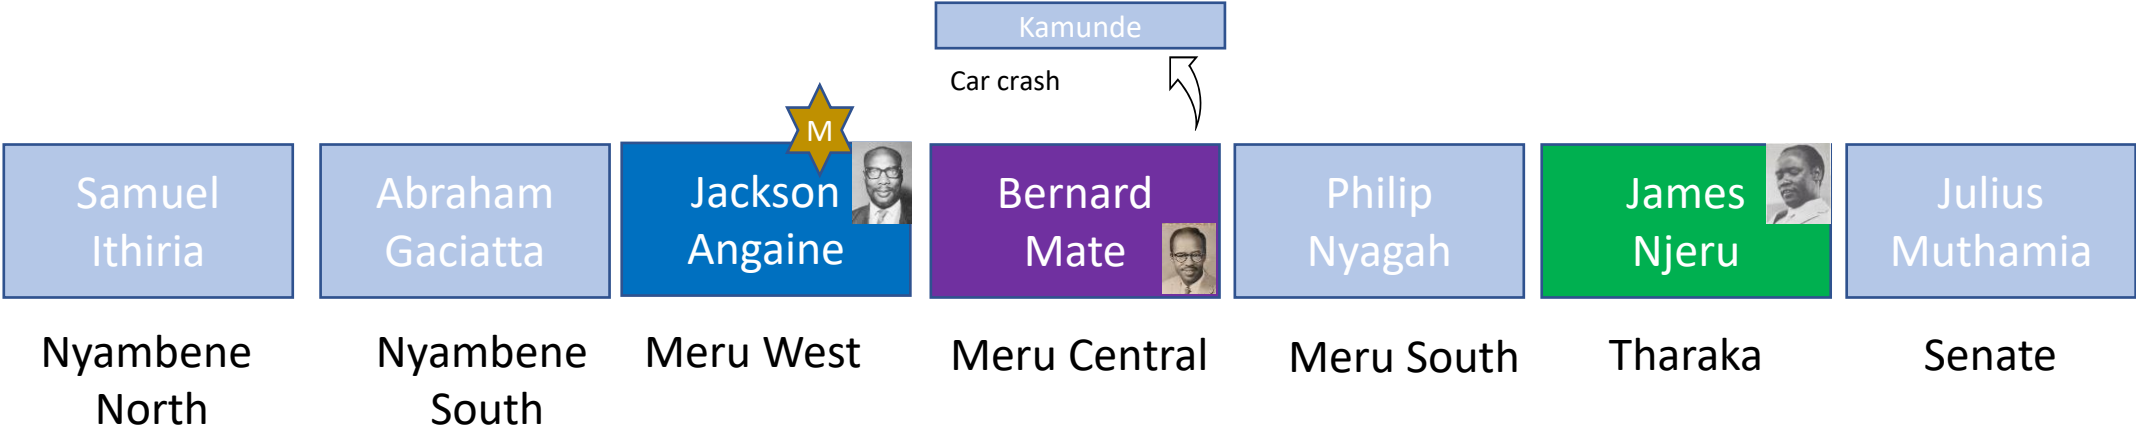 Kamunde
Car crash
M
Samuel
Ithiria
Abraham
Gaciatta
Jackson
Angaine
Bernard
Mate
Philip
Nyagah
James
Njeru
Julius
Muthamia
Nyambene
North
Nyambene
South
Meru West
Meru Central
Meru South
Tharaka
Senate